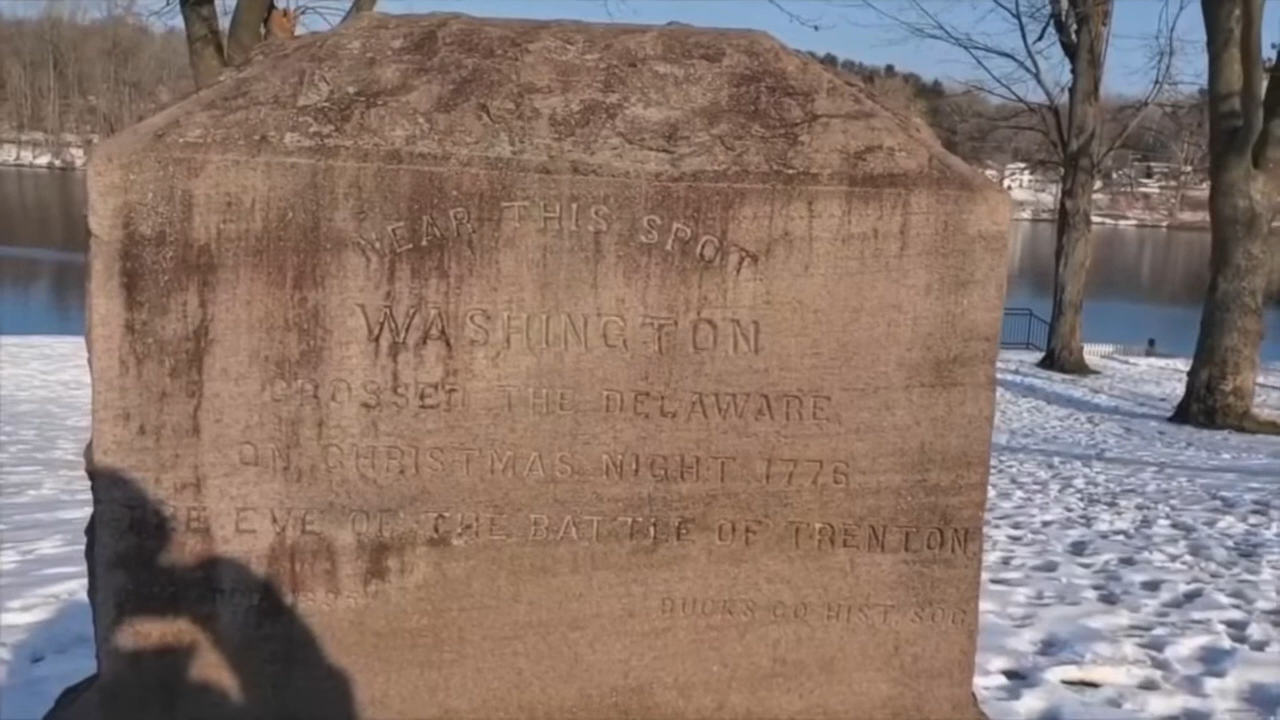 NEAR THIS SPOT
WASHINGTON
CROSSED THE DELAWARE
ON CHRISTMAS NIGHT 1776
THE EVE OF THE BATTLE OF TRENTON
BUCKS CO HIST. SOC.